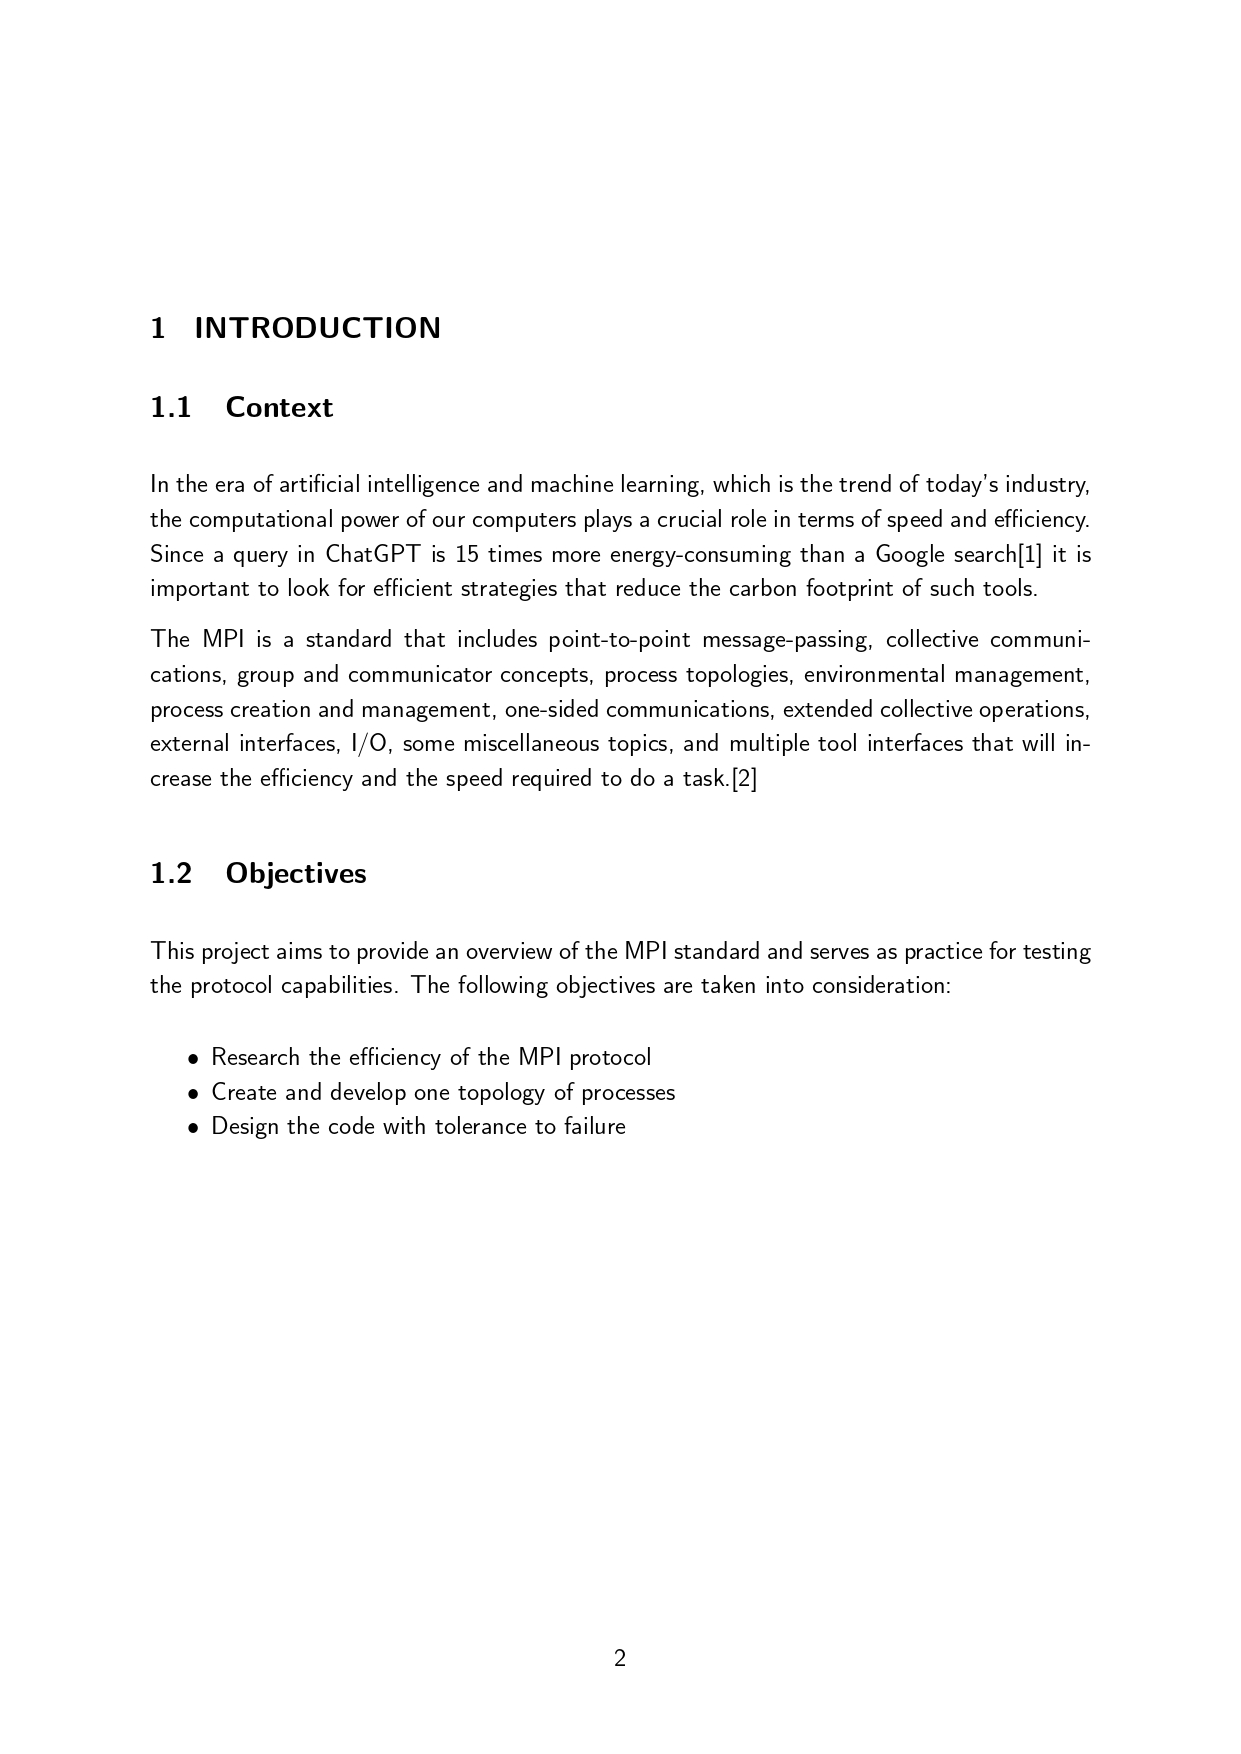 1 INTRODUCTION
1.1 Context
In the era of artificial intelligence and machine learning, which is the trend of today's industry,
the computational power of our computers plays a crucial role in terms of speed and efficiency.
Since a query in ChatGPT is 15 times more energy-consuming than a Google search[1] it is
important to look for efficient strategies that reduce the carbon footprint of such tools.
The MPI is a standard that includes point-to-point message-passing, collective communi-
cations, group and communicator concepts, process topologies, environmental management,
process creation and management, one-sided communications, extended collective operations,
external interfaces, I/O, some miscellaneous topics, and multiple tool interfaces that will in-
crease the efficiency and the speed required to do a task.[2]
1.2 Objectives
This project aims to provide an overview of the MPI standard and serves as practice for testing
the protocol capabilities. The following objectives are taken into consideration:
• Research the efficiency of the MPI protocol
• Create and develop one topology of processes
• Design the code with tolerance to failure
2